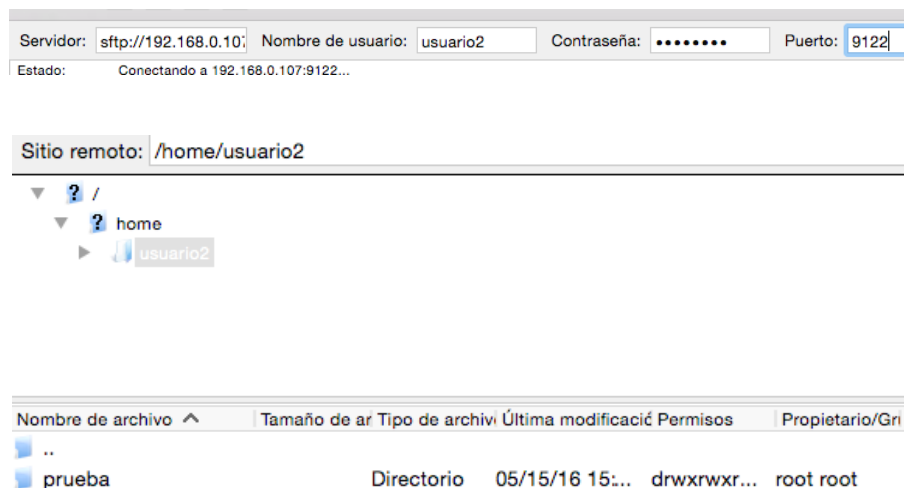 Servidor: sftp://192.168.0.10 Nombre de usuario: usuario2 Contraseña: •••••••• Puerto: 9122
Estado: Conectando a 192.168.0.107:9122...
Sitio remoto: /home/usuario2
? /
? home
usuario2
Nombre de archivo Tamaño de ar Tipo de archiv Última modificació Permisos Propietario/Gri
..
prueba Directorio 05/15/16 15:... drwxrwxr... root root